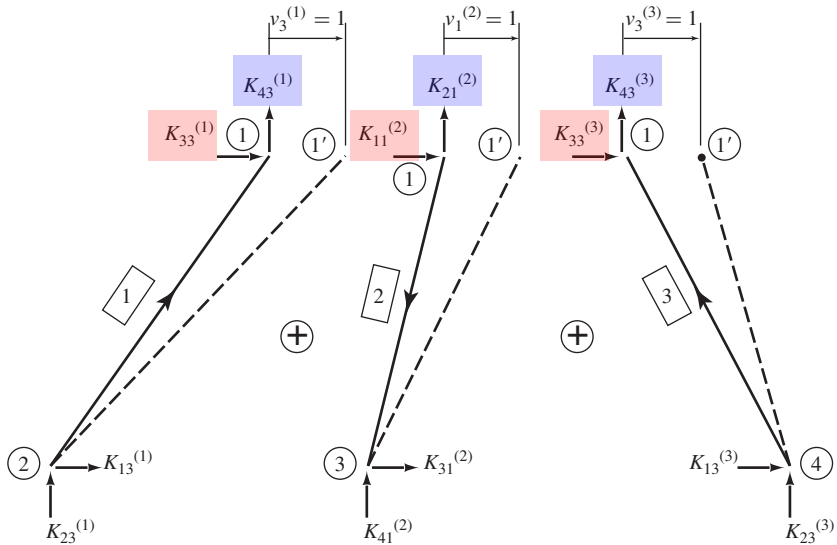 v₃⁽¹⁾ = 1 v₁⁽²⁾ = 1 v₃⁽³⁾ = 1
K₄₃⁽¹⁾ K₂₁⁽²⁾ K₄₃⁽³⁾
K₃₃⁽¹⁾ 1 1′ K₁₁⁽²⁾ 1′ K₃₃⁽³⁾ 1 1′
1
1 2 3
+ +
2 K₁₃⁽¹⁾ 3 K₃₁⁽²⁾ K₁₃⁽³⁾ 4
K₂₃⁽¹⁾ K₄₁⁽²⁾ K₂₃⁽³⁾